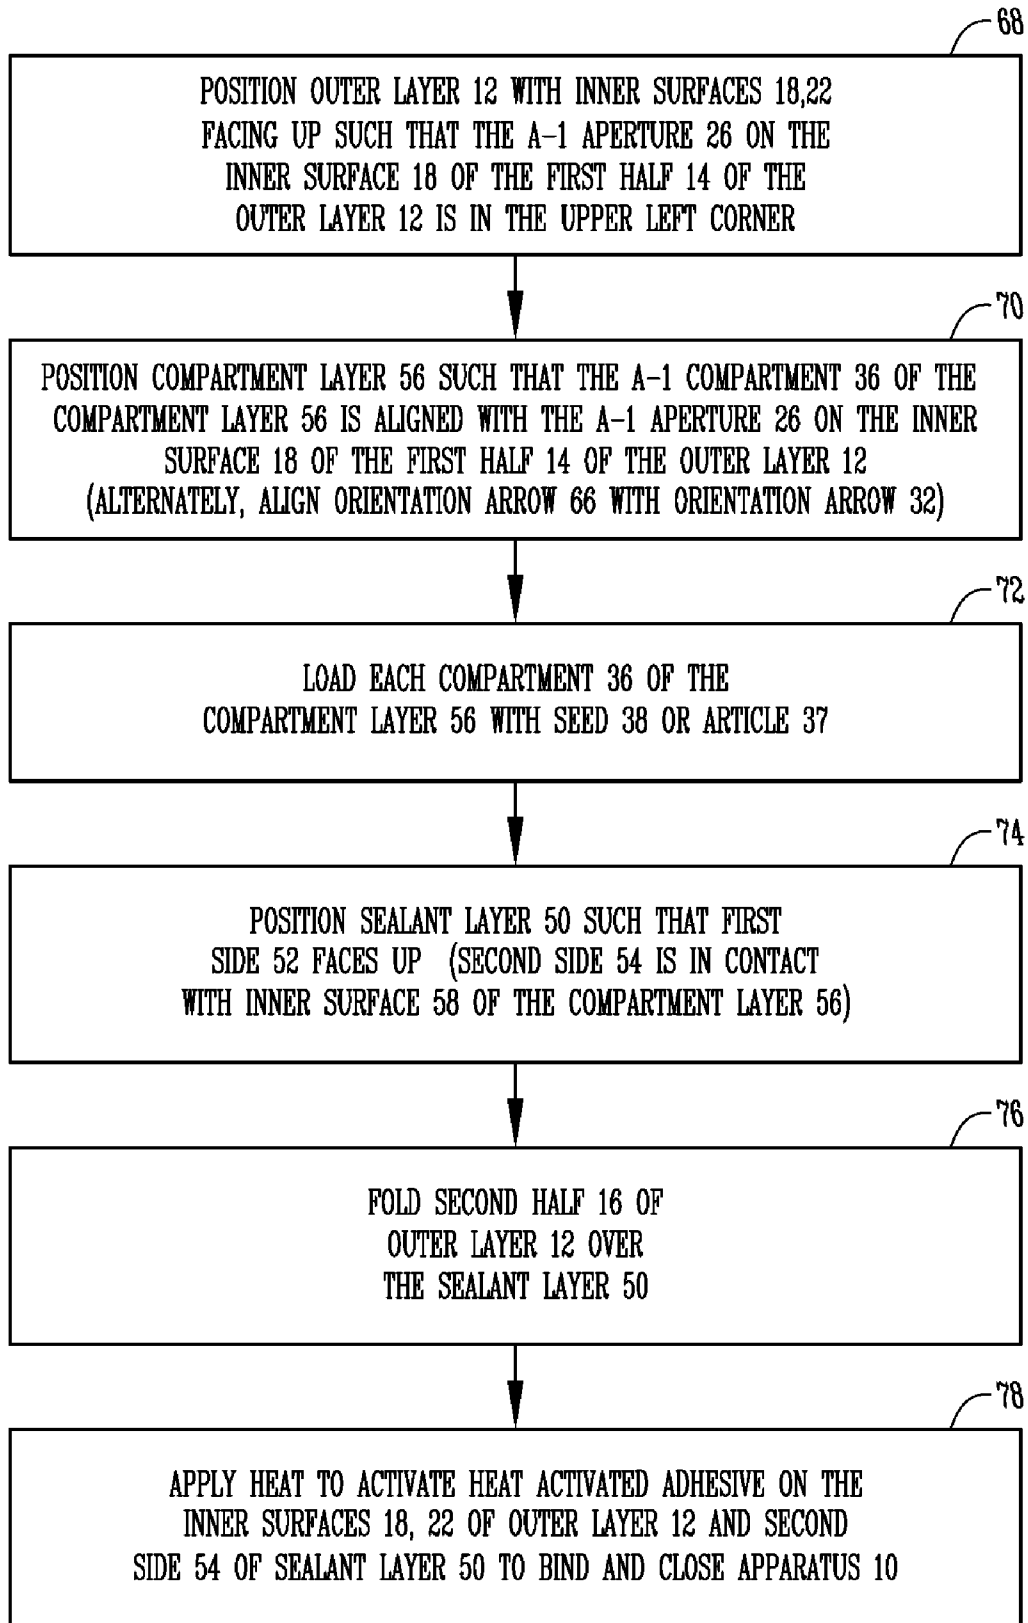 68
POSITION OUTER LAYER 12 WITH INNER SURFACES 18,22
FACING UP SUCH THAT THE A-1 APERTURE 26 ON THE
INNER SURFACE 18 OF THE FIRST HALF 14 OF THE
OUTER LAYER 12 IS IN THE UPPER LEFT CORNER
70
POSITION COMPARTMENT LAYER 56 SUCH THAT THE A-1 COMPARTMENT 36 OF THE
COMPARTMENT LAYER 56 IS ALIGNED WITH THE A-1 APERTURE 26 ON THE INNER
SURFACE 18 OF THE FIRST HALF 14 OF THE OUTER LAYER 12
(ALTERNATELY, ALIGN ORIENTATION ARROW 66 WITH ORIENTATION ARROW 32)
72
LOAD EACH COMPARTMENT 36 OF THE
COMPARTMENT LAYER 56 WITH SEED 38 OR ARTICLE 37
74
POSITION SEALANT LAYER 50 SUCH THAT FIRST
SIDE 52 FACES UP (SECOND SIDE 54 IS IN CONTACT
WITH INNER SURFACE 58 OF THE COMPARTMENT LAYER 56)
76
FOLD SECOND HALF 16 OF
OUTER LAYER 12 OVER
THE SEALANT LAYER 50
78
APPLY HEAT TO ACTIVATE HEAT ACTIVATED ADHESIVE ON THE
INNER SURFACES 18, 22 OF OUTER LAYER 12 AND SECOND
SIDE 54 OF SEALANT LAYER 50 TO BIND AND CLOSE APPARATUS 10